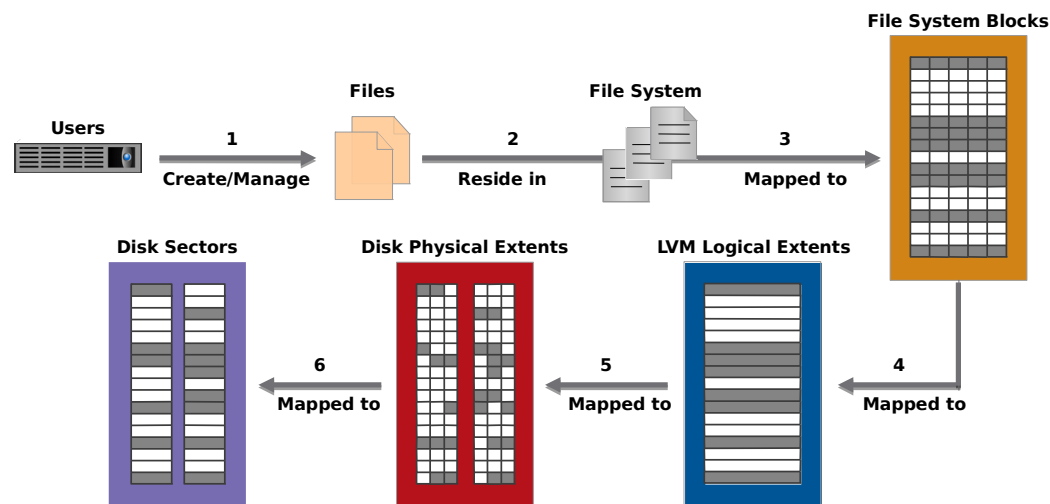 File System Blocks
Files
File System
Users
1
2
3
Create/Manage
Reside in
Mapped to
Disk Sectors
Disk Physical Extents
LVM Logical Extents
6
5
4
Mapped to
Mapped to
Mapped to